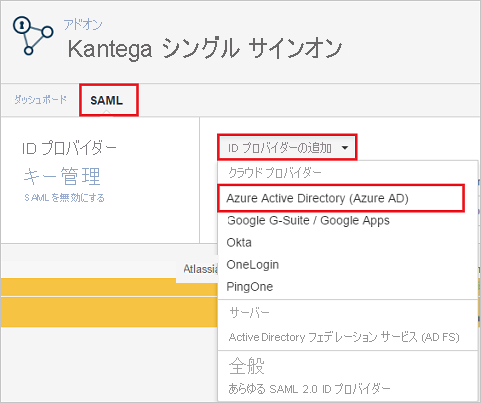 アドオン
Kantega シングル サインオン
ダッシュボード
SAML
ID プロバイダー
キー管理
SAMLを無効にする
ID プロバイダーの追加
クラウド プロバイダー
Azure Active Directory (Azure AD)
Google G-Suite / Google Apps
Okta
OneLogin
PingOne
サーバー
Active Directory フェデレーション サービス (AD FS)
全般
あらゆる SAML 2.0 ID プロバイダー
Atlassia